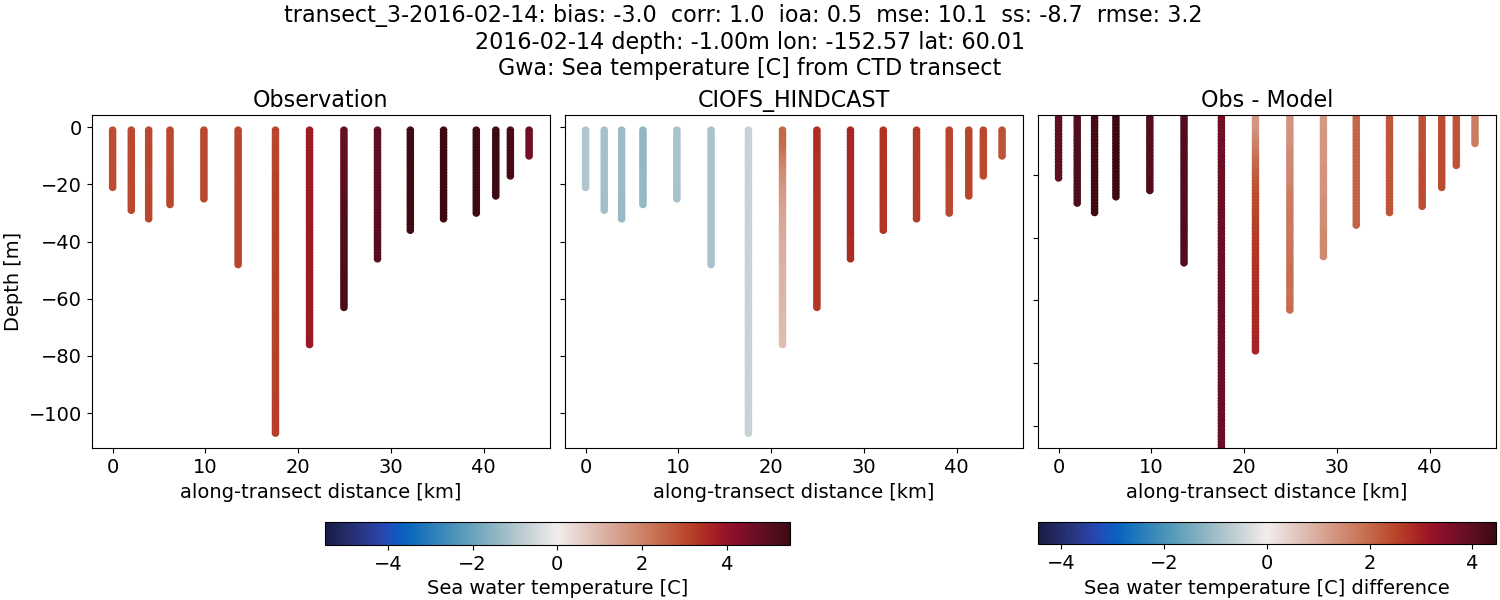 transect_3-2016-02-14: bias: -3.0  corr: 1.0  ioa: 0.5  mse: 10.1  ss: -8.7  rmse: 3.2
2016-02-14 depth: -1.00m lon: -152.57 lat: 60.01
Gwa: Sea temperature [C] from CTD transect
Observation
CIOFS_HINDCAST
Obs - Model
Depth [m]
0
−20
−40
−60
−80
−100
0 10 20 30 40
0 10 20 30 40
0 10 20 30 40
along-transect distance [km]
along-transect distance [km]
along-transect distance [km]
−4 −2 0 2 4
Sea water temperature [C]
−4 −2 0 2 4
Sea water temperature [C] difference